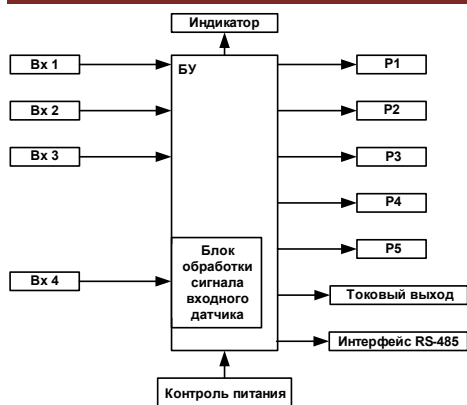 Индикатор
БУ
Вх 1
Р1
Вх 2
Р2
Вх 3
Р3
Р4
Р5
Блок
обработки
сигнала
входного
датчика
Вх 4
Токовый выход
Интерфейс RS-485
Контроль питания